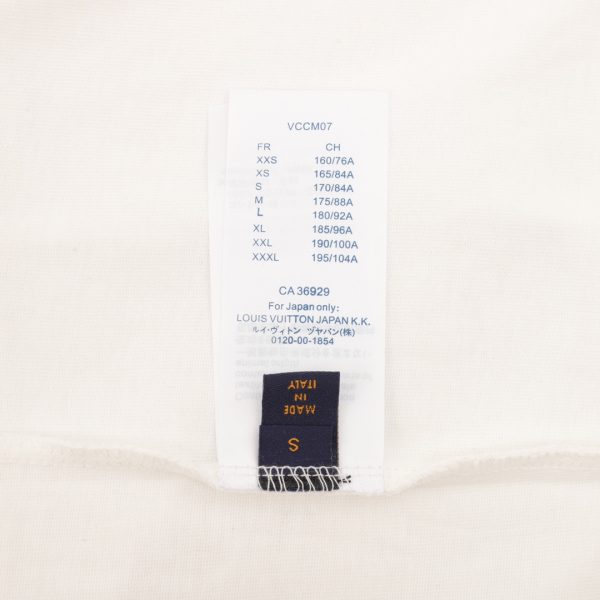 VCCM07
FR CH
XXS 160/76A
XS 165/84A
S 170/84A
M 175/88A
L 180/92A
XL 185/96A
XXL 190/100A
XXXL 195/104A
CA 36929
For Japan only:
LOUIS VUITTON JAPAN K.K.
ルイ・ヴィトン ヅャパン(株)
0120-00-1854
MADE
IN
ITALY
S